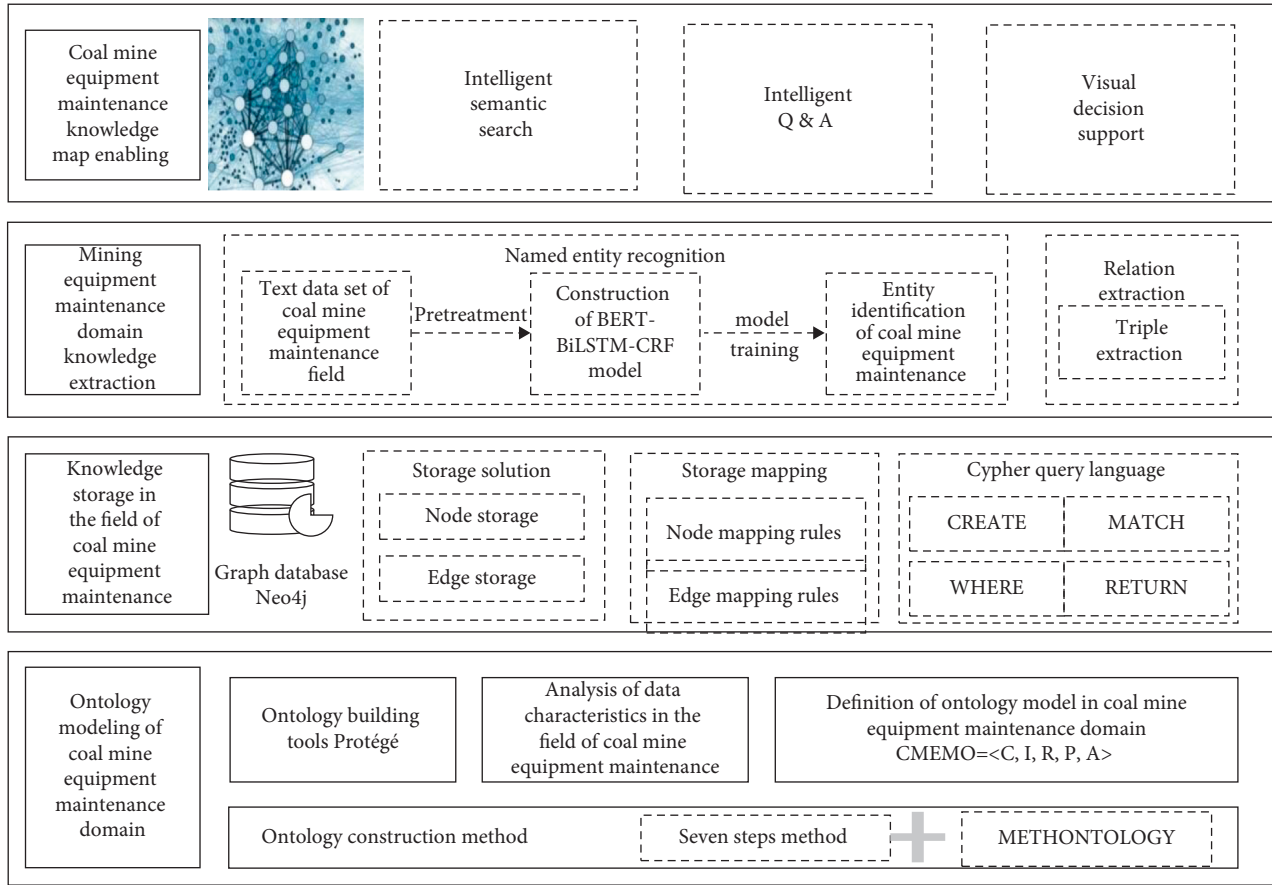 Coal mine
equipment
maintenance
knowledge
map enabling
Intelligent
semantic
search
Intelligent
Q & A
Visual
decision
support
Mining
equipment
maintenance
domain
knowledge
extraction
Named entity recognition
Text data set of
coal mine
equipment
maintenance
field
Pretreatment
Construction
of BERT-
BiLSTM-CRF
model
model
training
Entity
identification
of coal mine
equipment
maintenance
Relation
extraction
Triple
extraction
Knowledge
storage in
the field of
coal mine
equipment
maintenance
Graph database
Neo4j
Storage solution
Node storage
Edge storage
Storage mapping
Node mapping rules
Edge mapping rules
Cypher query language
CREATE
MATCH
WHERE
RETURN
Ontology
modeling of
coal mine
equipment
maintenance
domain
Ontology building
tools Protégé
Analysis of data
characteristics in the
field of coal mine
equipment maintenance
Definition of ontology model in coal mine
equipment maintenance domain
CMEMO=<C, I, R, P, A>
Ontology construction method
Seven steps method
METHONTOLOGY